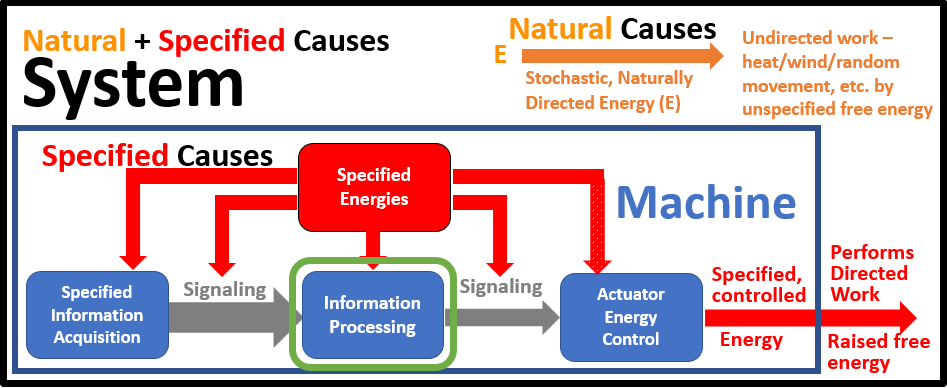 Natural + Specified Causes
System
Natural Causes
E
Stochastic, Naturally
Directed Energy (E)
Undirected work –
heat/wind/random
movement, etc. by
unspecified free energy
Specified Causes
Specified
Energies
Machine
Specified
Information
Acquisition
Signaling
Information
Processing
Signaling
Actuator
Energy
Control
Specified,
controlled
Energy
Performs
Directed
Work
Raised free
energy